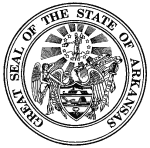 GREAT SEAL OF THE STATE OF ARKANSAS